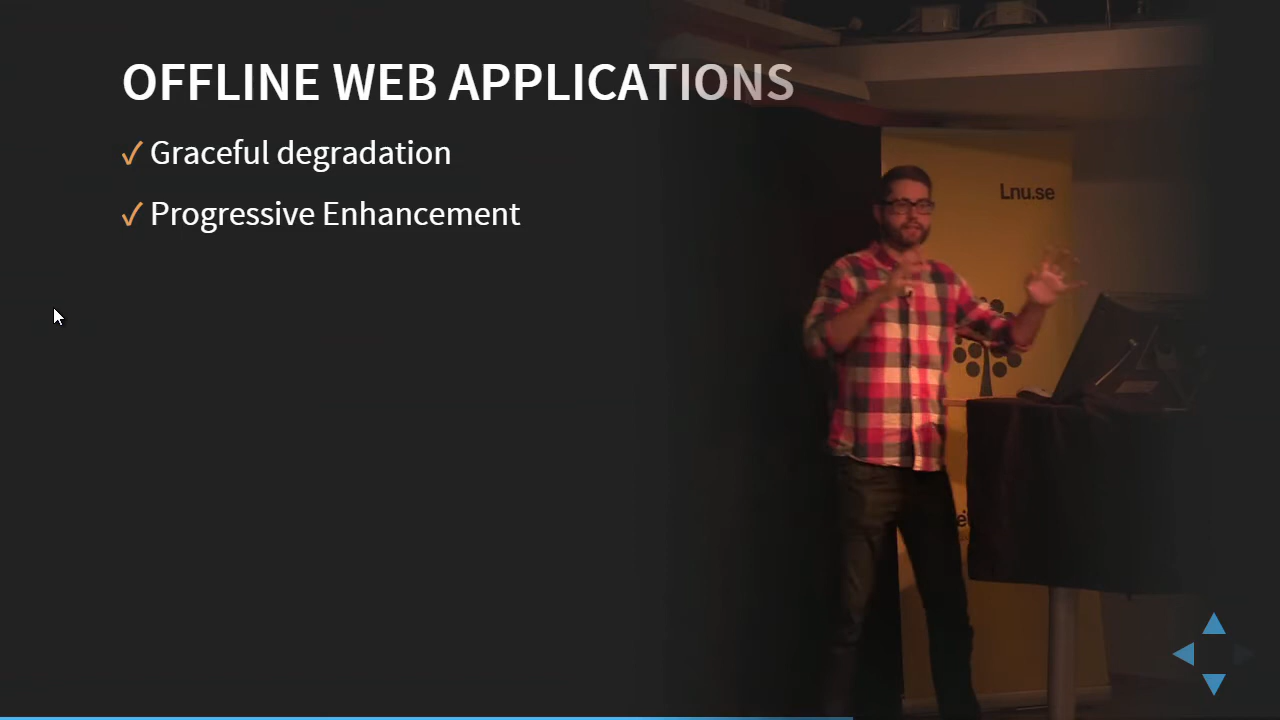 OFFLINE WEB APPLICATIONS
✓ Graceful degradation
✓ Progressive Enhancement
Lnu.se